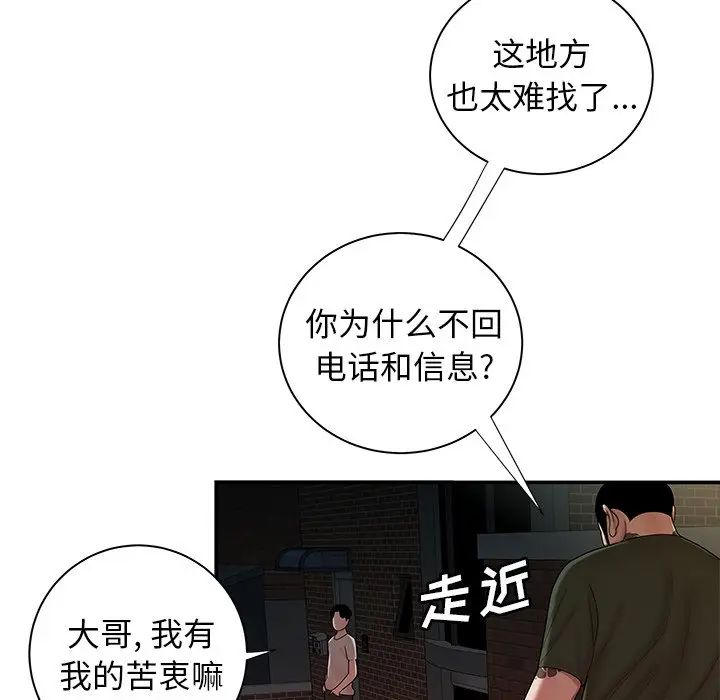 这地方
也太难找了...
你为什么不回
电话和信息?
走近
大哥, 我有
我的苦衷嘛